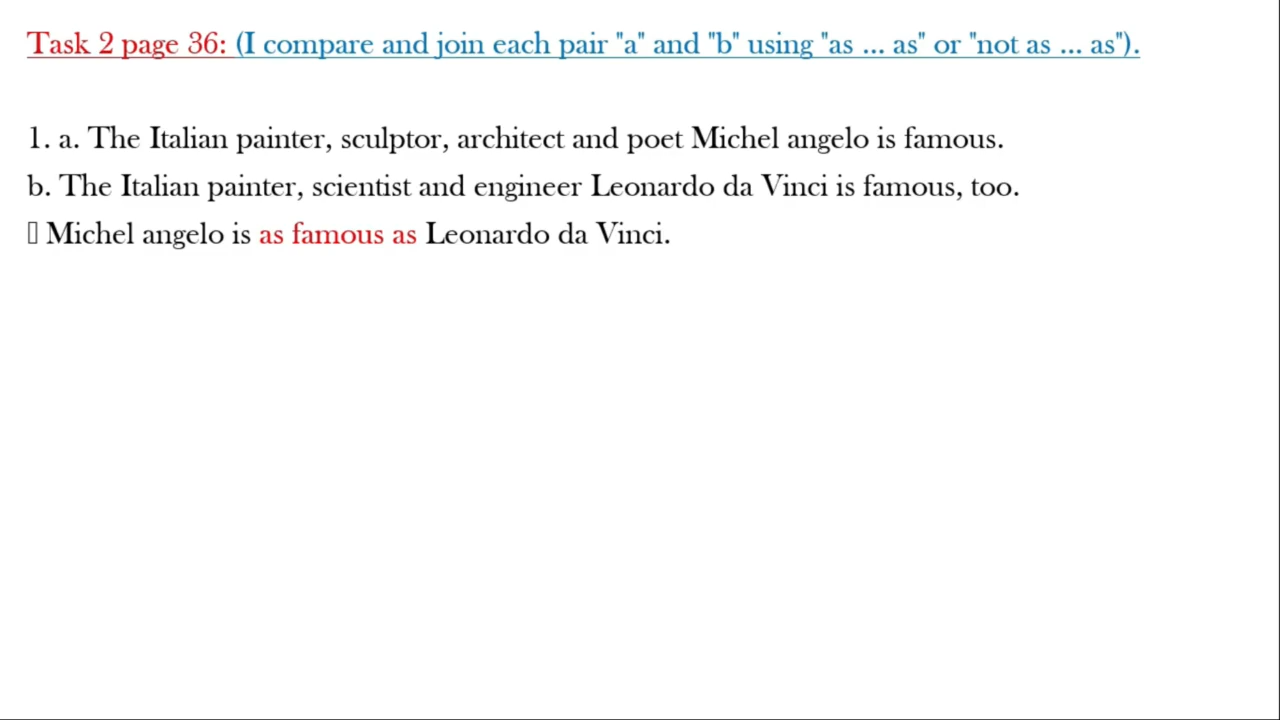 Task 2 page 36: (I compare and join each pair "a" and "b" using "as ... as" or "not as ... as").
1. a. The Italian painter, sculptor, architect and poet Michel angelo is famous.
b. The Italian painter, scientist and engineer Leonardo da Vinci is famous, too.
▯ Michel angelo is as famous as Leonardo da Vinci.